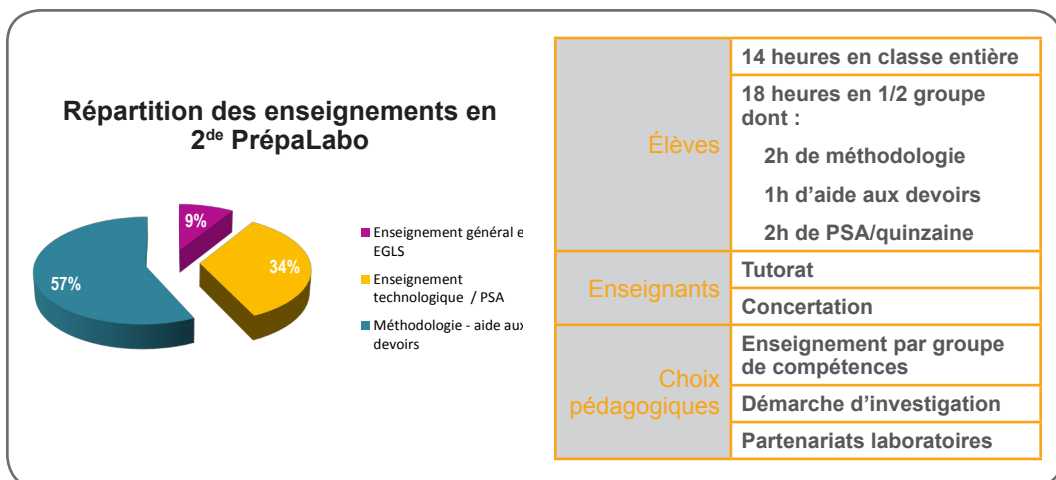 Répartition des enseignements en
2de PrépaLabo
9%
34%
57%
Enseignement général e
EGLS
Enseignement
technologique / PSA
Méthodologie - aide aux
devoirs
Élèves
14 heures en classe entière
18 heures en 1/2 groupe
dont :
2h de méthodologie
1h d'aide aux devoirs
2h de PSA/quinzaine
Enseignants
Tutorat
Concertation
Choix
pédagogiques
Enseignement par groupe
de compétences
Démarche d'investigation
Partenariats laboratoires